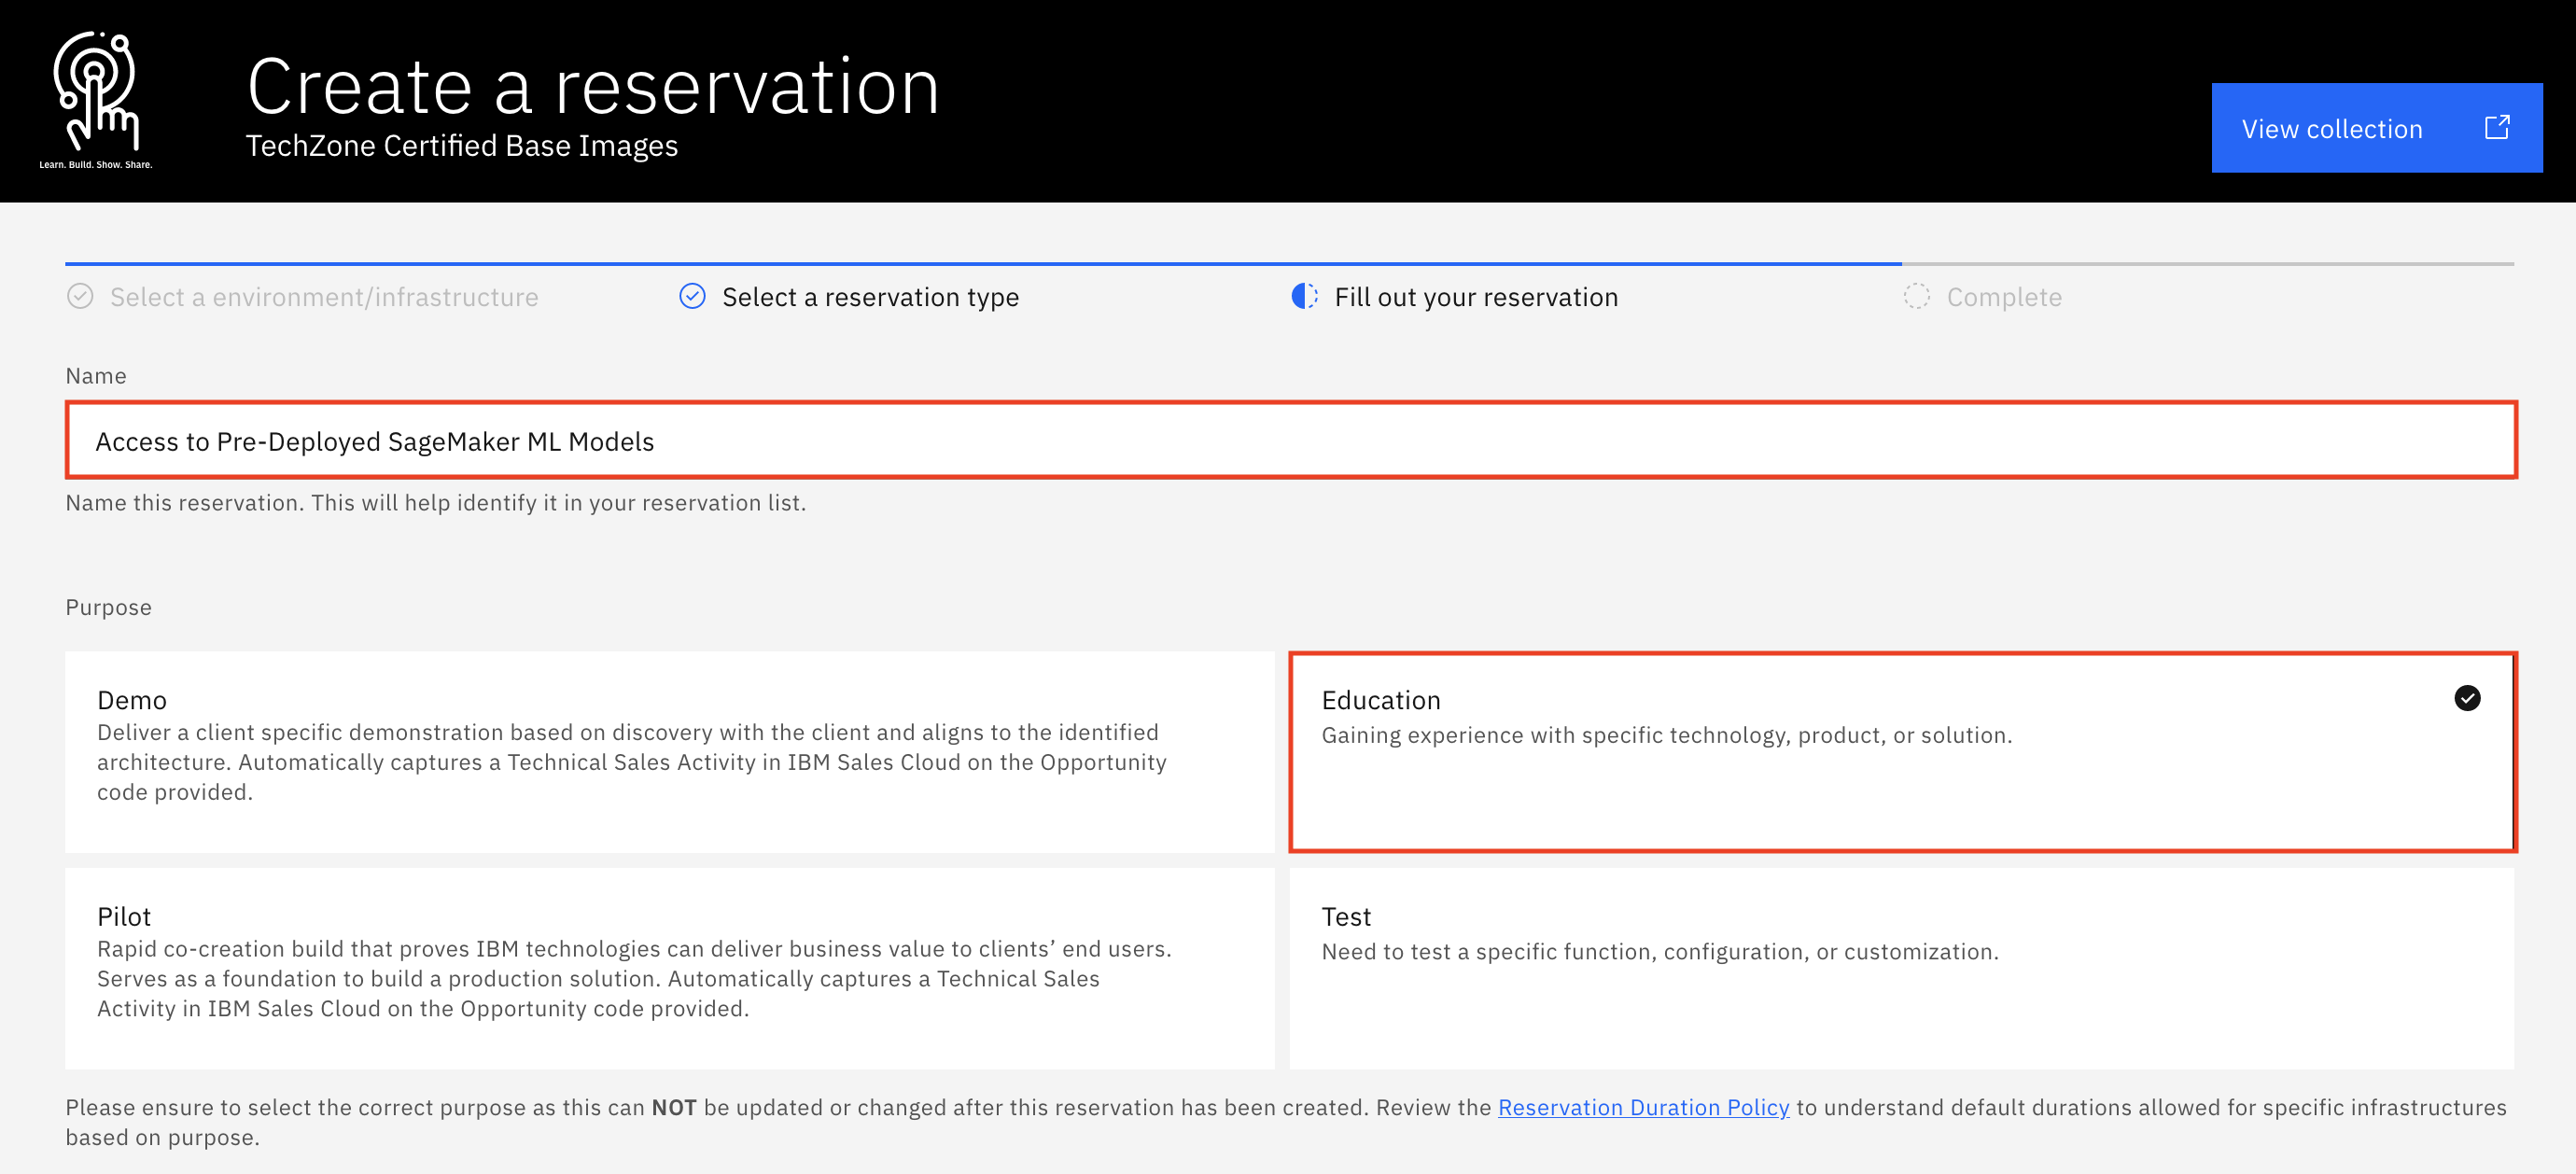 Learn. Build. Show. Share.
Create a reservation
TechZone Certified Base Images
View collection
Select a environment/infrastructure
Select a reservation type
Fill out your reservation
Complete
Name
Access to Pre-Deployed SageMaker ML Models
Name this reservation. This will help identify it in your reservation list.
Purpose
Demo
Deliver a client specific demonstration based on discovery with the client and aligns to the identified
architecture. Automatically captures a Technical Sales Activity in IBM Sales Cloud on the Opportunity
code provided.
Education
Gaining experience with specific technology, product, or solution.
Pilot
Rapid co-creation build that proves IBM technologies can deliver business value to clients’ end users.
Serves as a foundation to build a production solution. Automatically captures a Technical Sales
Activity in IBM Sales Cloud on the Opportunity code provided.
Test
Need to test a specific function, configuration, or customization.
Please ensure to select the correct purpose as this can NOT be updated or changed after this reservation has been created. Review the Reservation Duration Policy to understand default durations allowed for specific infrastructures
based on purpose.